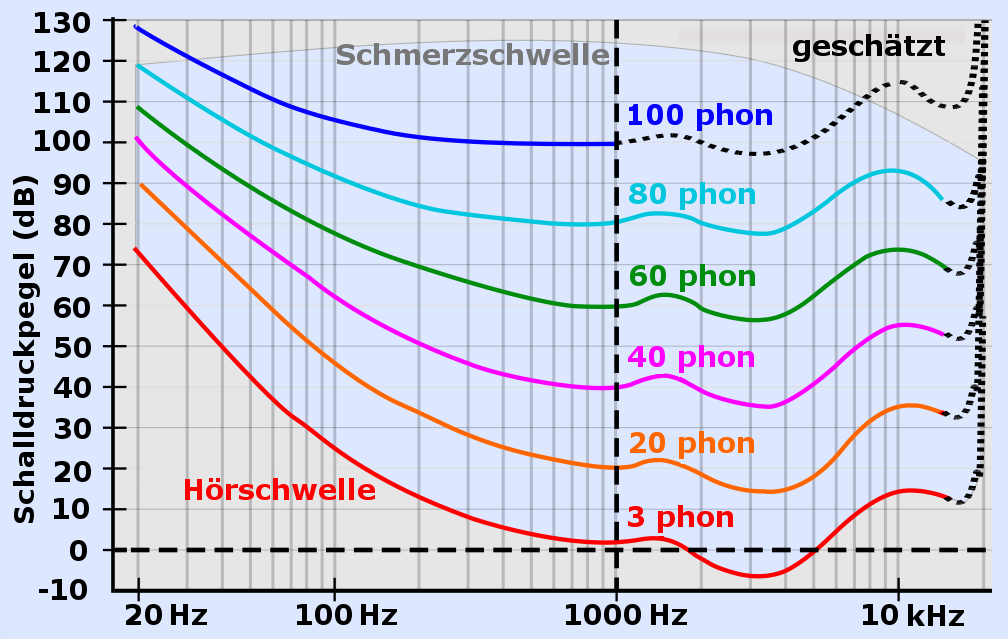 Schalldruckpegel (dB)
130
120
110
100
90
80
70
60
50
40
30
20
10
0
-10
Schmerzschwelle
geschätzt
100 phon
80 phon
60 phon
40 phon
20 phon
3 phon
Hörschwelle
20 Hz
100 Hz
1000 Hz
10 kHz